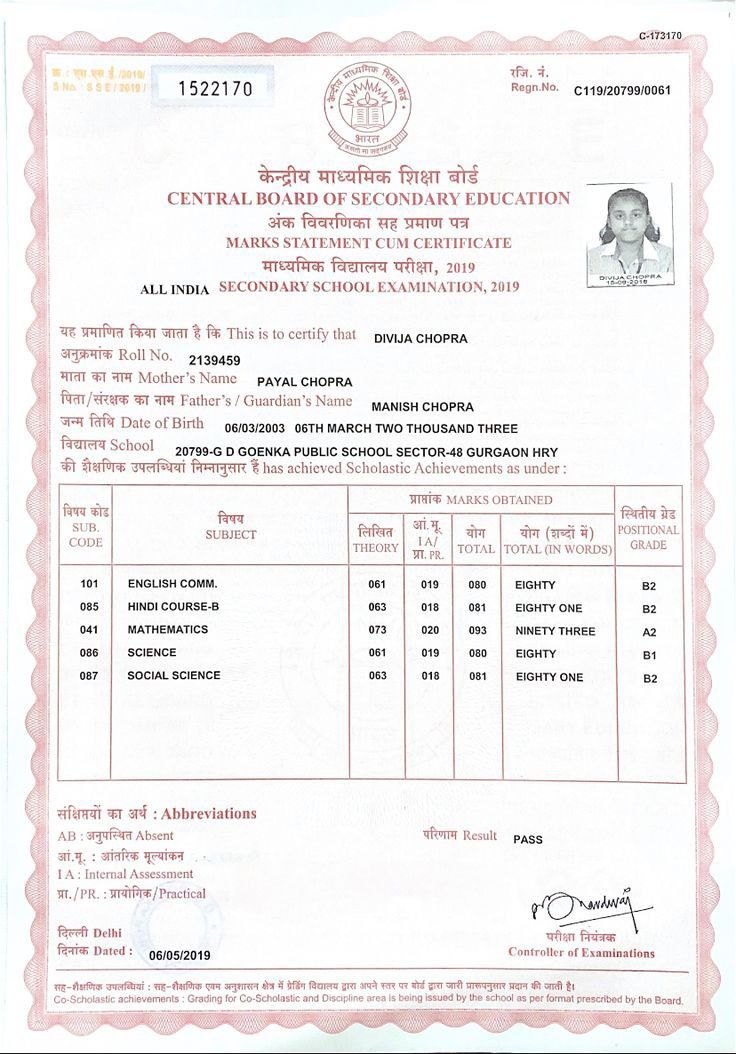 C-173170
क्र.: एस.एस.ई./2019/
S No. SSE/2019/
1522170
रजि. नं.
Regn.No. C119/20799/0061
केन्द्रीय माध्यमिक शिक्षा बोर्ड
भारत
असतो मा सद्गमय
केन्द्रीय माध्यमिक शिक्षा बोर्ड
CENTRAL BOARD OF SECONDARY EDUCATION
अंक विवरणिका सह प्रमाण पत्र
MARKS STATEMENT CUM CERTIFICATE
माध्यमिक विद्यालय परीक्षा, 2019
ALL INDIA SECONDARY SCHOOL EXAMINATION, 2019
DIVIJA CHOPRA
यह प्रमाणित किया जाता है कि This is to certify that DIVIJA CHOPRA
अनुक्रमांक Roll No. 2139459
माता का नाम Mother's Name PAYAL CHOPRA
पिता/संरक्षक का नाम Father's / Guardian's Name MANISH CHOPRA
जन्म तिथि Date of Birth 06/03/2003 06TH MARCH TWO THOUSAND THREE
विद्यालय School 20799-G D GOENKA PUBLIC SCHOOL SECTOR-48 GURGAON HRY
की शैक्षणिक उपलब्धियां निम्नानुसार हैं has achieved Scholastic Achievements as under :
विषय कोड SUB. CODE
विषय SUBJECT
प्राप्तांक MARKS OBTAINED
लिखित THEORY
आं.मू. IA/ प्रा. PR.
योग TOTAL
योग (शब्दों में) TOTAL (IN WORDS)
स्थितीय ग्रेड POSITIONAL GRADE
101 ENGLISH COMM. 061 019 080 EIGHTY B2
085 HINDI COURSE-B 063 018 081 EIGHTY ONE B2
041 MATHEMATICS 073 020 093 NINETY THREE A2
086 SCIENCE 061 019 080 EIGHTY B1
087 SOCIAL SCIENCE 063 018 081 EIGHTY ONE B2
संक्षिप्तियों का अर्थ : Abbreviations
AB : अनुपस्थित Absent
परिणाम Result PASS
आं.मू. : आंतरिक मूल्यांकन
I A : Internal Assessment
प्रा./PR. : प्रायोगिक/Practical
दिल्ली Delhi
दिनांक Dated : 06/05/2019
परीक्षा नियंत्रक
Controller of Examinations
सह-शैक्षणिक उपलब्धियां : सह-शैक्षणिक एवम अनुशासन क्षेत्र में ग्रेडिंग विद्यालय द्वारा अपने स्तर पर बोर्ड द्वारा जारी प्रारूपनुसार प्रदान की जाती है।
Co-Scholastic achievements : Grading for Co-Scholastic and Discipline area is being issued by the school as per format prescribed by the Board.